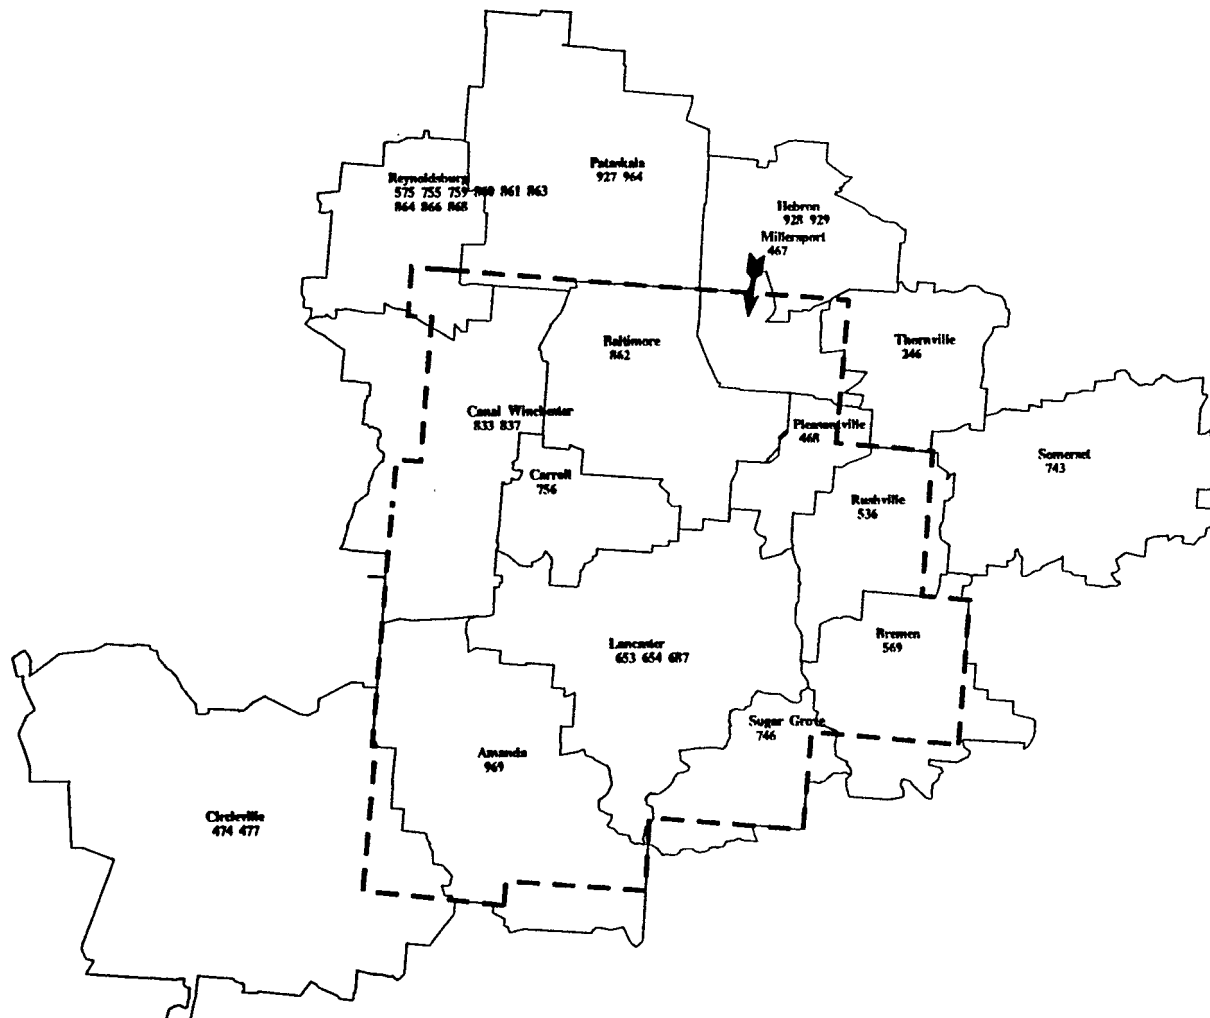 Pataskala
927 964
Reynoldsburg
575 755 759 860 861 863
864 866 868
Hebron
928 929
Millersport
467
Baltimore
862
Thornville
246
Canal Winchester
833 837
Pleasantville
468
Somerset
743
Carroll
756
Rushville
536
Bremen
569
Lancaster
653 654 687
Sugar Grove
746
Amanda
969
Circleville
474 477